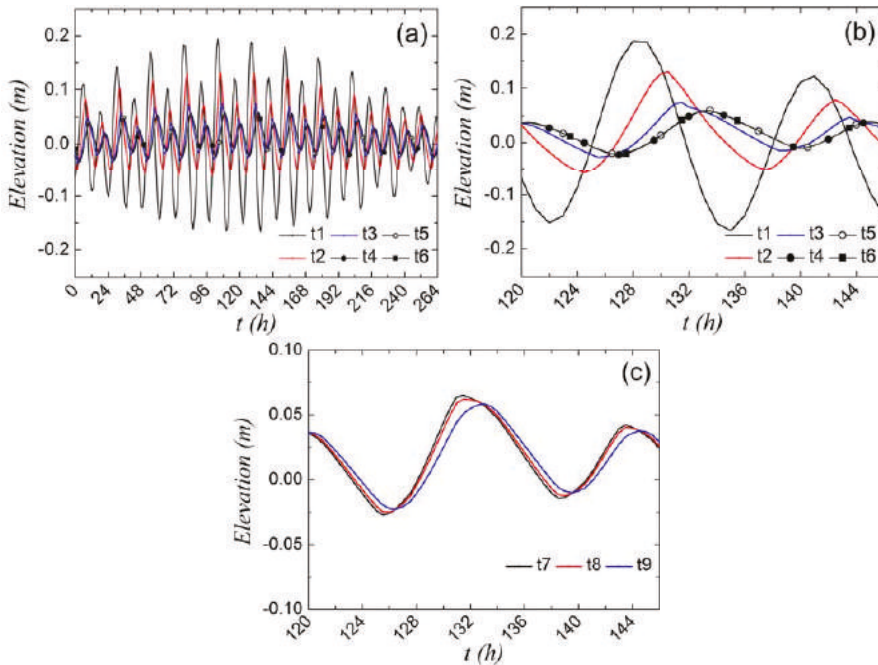 (a)
Elevation (m)
0.2
0.1
0.0
-0.1
-0.2
t1 t3 t5
t2 t4 t6
0 24 48 72 96 120 144 168 192 216 240 264
t (h)
(b)
Elevation (m)
0.2
0.1
0.0
-0.1
-0.2
t1 t3 t5
t2 t4 t6
120 124 128 132 136 140 144
t (h)
(c)
Elevation (m)
0.10
0.05
0.00
-0.05
-0.10
t7 t8 t9
120 124 128 132 136 140 144
t (h)